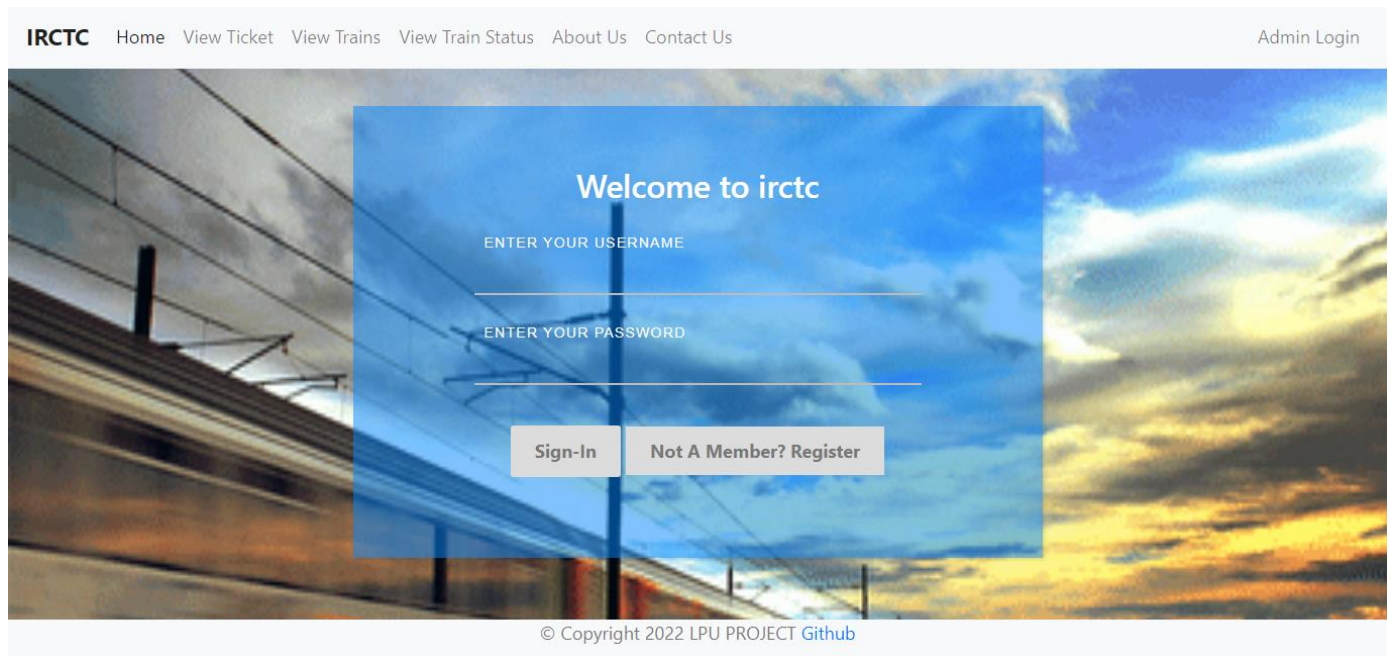 IRCTC Home View Ticket View Trains View Train Status About Us Contact Us Admin Login
Welcome to irctc
ENTER YOUR USERNAME
ENTER YOUR PASSWORD
Sign-In Not A Member? Register
© Copyright 2022 LPU PROJECT Github